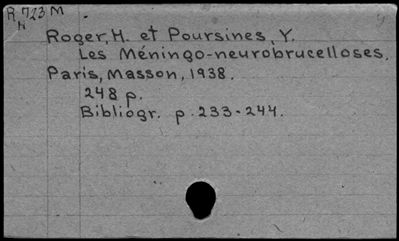 R 723 M
H
Roger, H. et Poursines, Y.
Les Méningo-neurobrucelloses.
Paris, Masson, 1938.
248 p.
Bibliogr. p. 233-244.